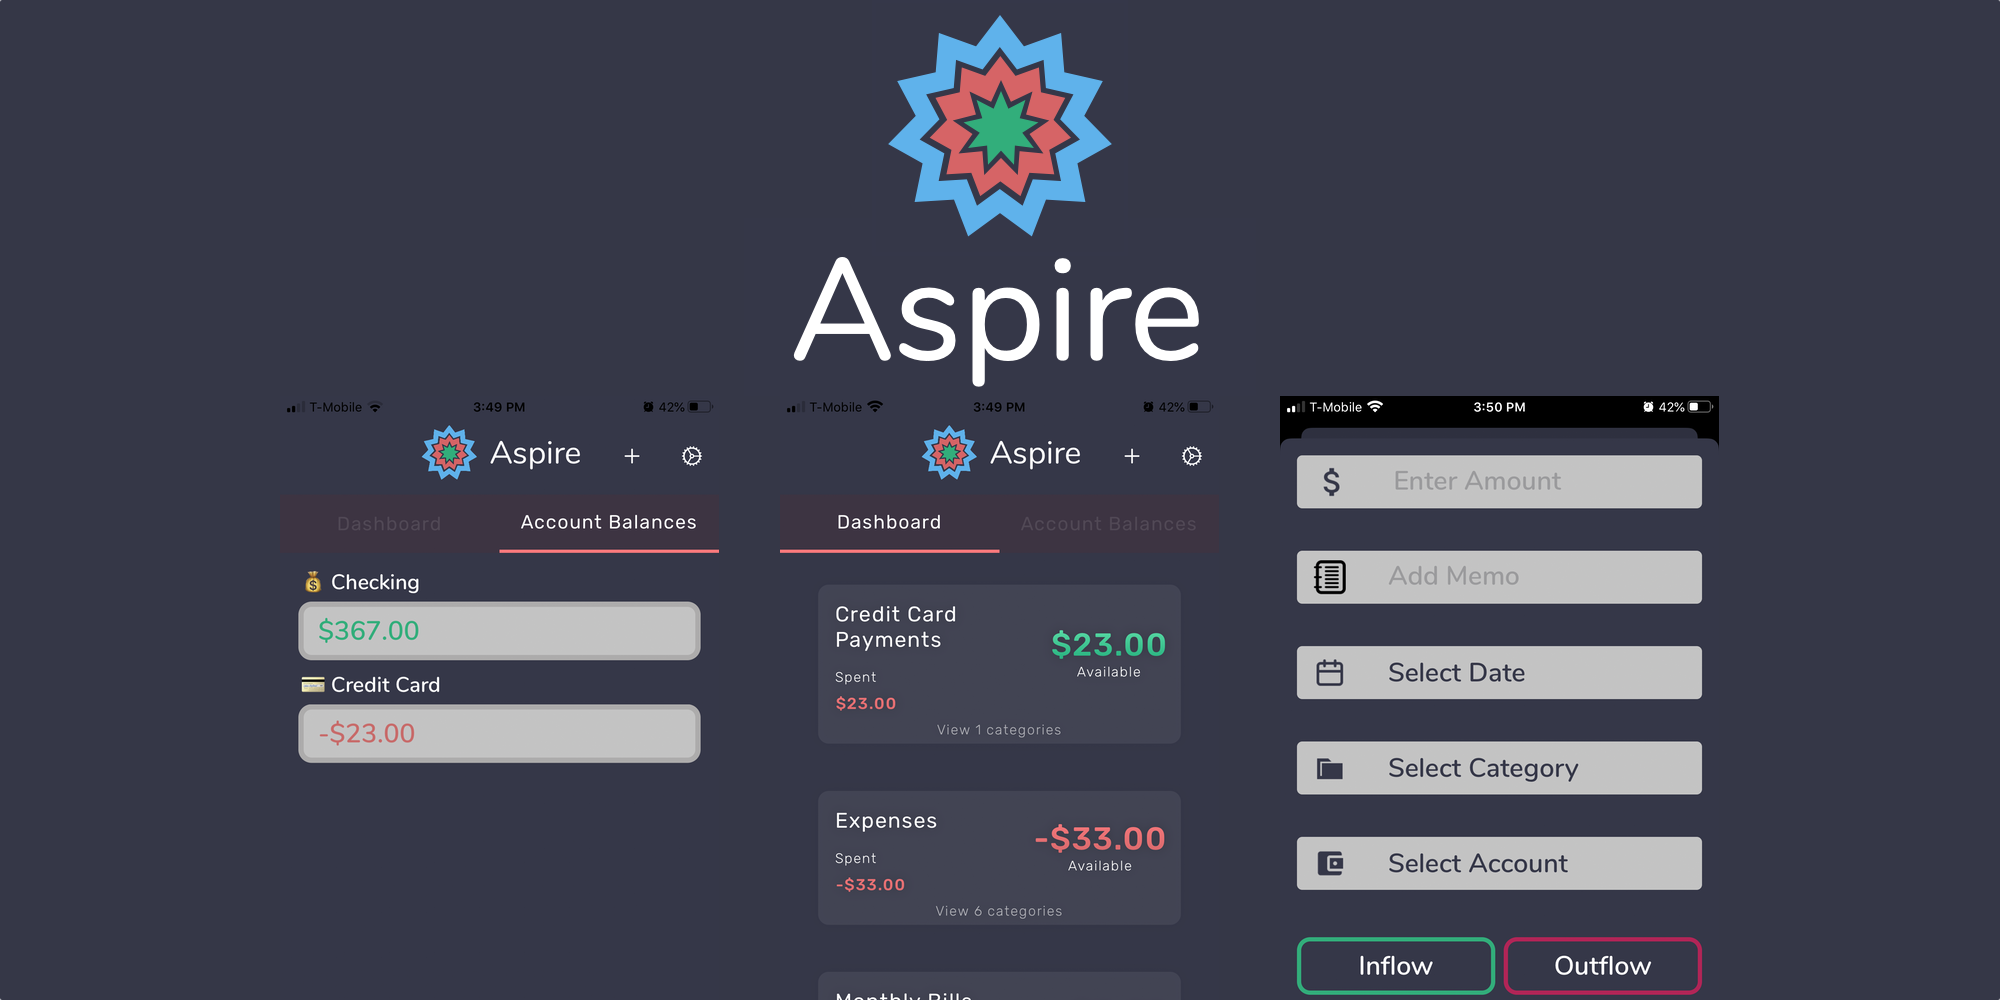 Aspire
T-Mobile 3:49 PM 42%
Aspire +
Dashboard Account Balances
Checking
$367.00
Credit Card
-$23.00
T-Mobile 3:49 PM 42%
Aspire +
Dashboard Account Balances
Credit Card
Payments
$23.00
Available
Spent
$23.00
View 1 categories
Expenses
-$33.00
Available
Spent
-$33.00
View 6 categories
Monthly Bills
T-Mobile 3:50 PM 42%
$ Enter Amount
Add Memo
Select Date
Select Category
Select Account
Inflow Outflow